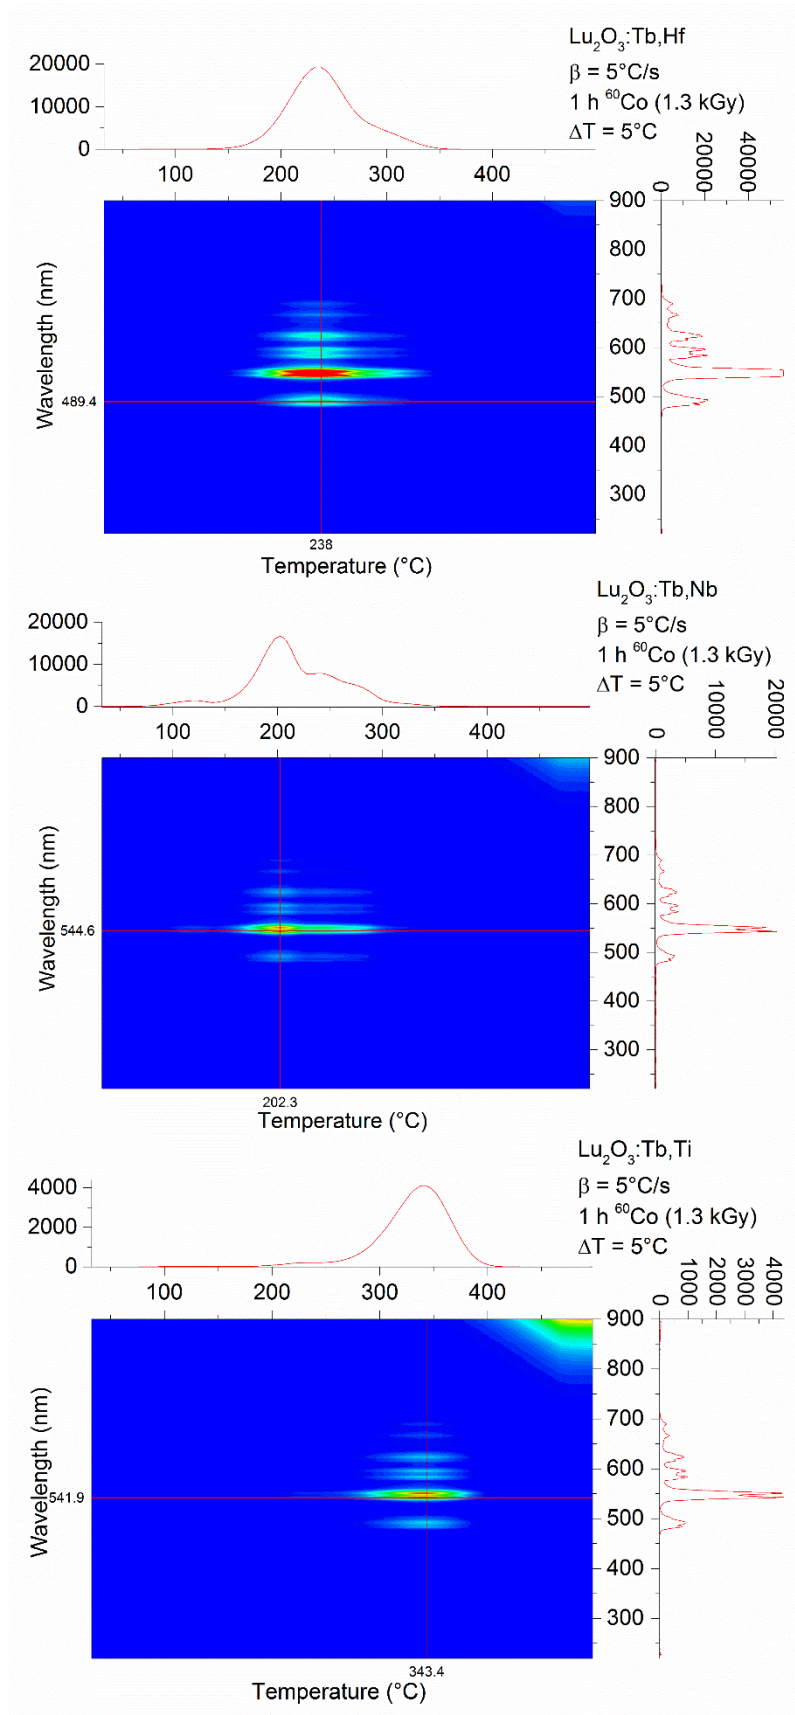 Lu₂O₃:Tb,Hf
β = 5°C/s
1 h ⁶⁰Co (1.3 kGy)
ΔT = 5°C
20000
10000
0
100 200 300 400
0 20000 40000
900
800
700
600
500
400
300
Wavelength (nm)
489.4
238
Temperature (°C)
Lu₂O₃:Tb,Nb
β = 5°C/s
1 h ⁶⁰Co (1.3 kGy)
ΔT = 5°C
20000
10000
0
100 200 300 400
0 10000 20000
900
800
700
600
500
400
300
Wavelength (nm)
544.6
202.3
Temperature (°C)
Lu₂O₃:Tb,Ti
β = 5°C/s
1 h ⁶⁰Co (1.3 kGy)
ΔT = 5°C
4000
2000
0
100 200 300 400
0 1000 2000 3000 4000
900
800
700
600
500
400
300
Wavelength (nm)
541.9
343.4
Temperature (°C)